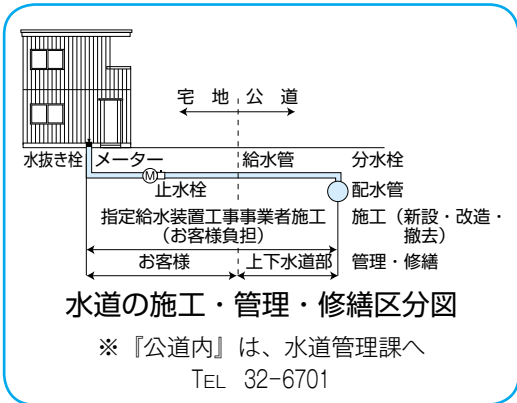 宅 地 公 道
水抜き栓 メーター 給水管 分水栓
M
止水栓 配水管
指定給水装置工事事業者施工 施工（新設・改造・
（お客様負担） 撤去）
お客様 上下水道部 管理・修繕
水道の施工・管理・修繕区分図
※『公道内』は、水道管理課へ
TEL 32-6701